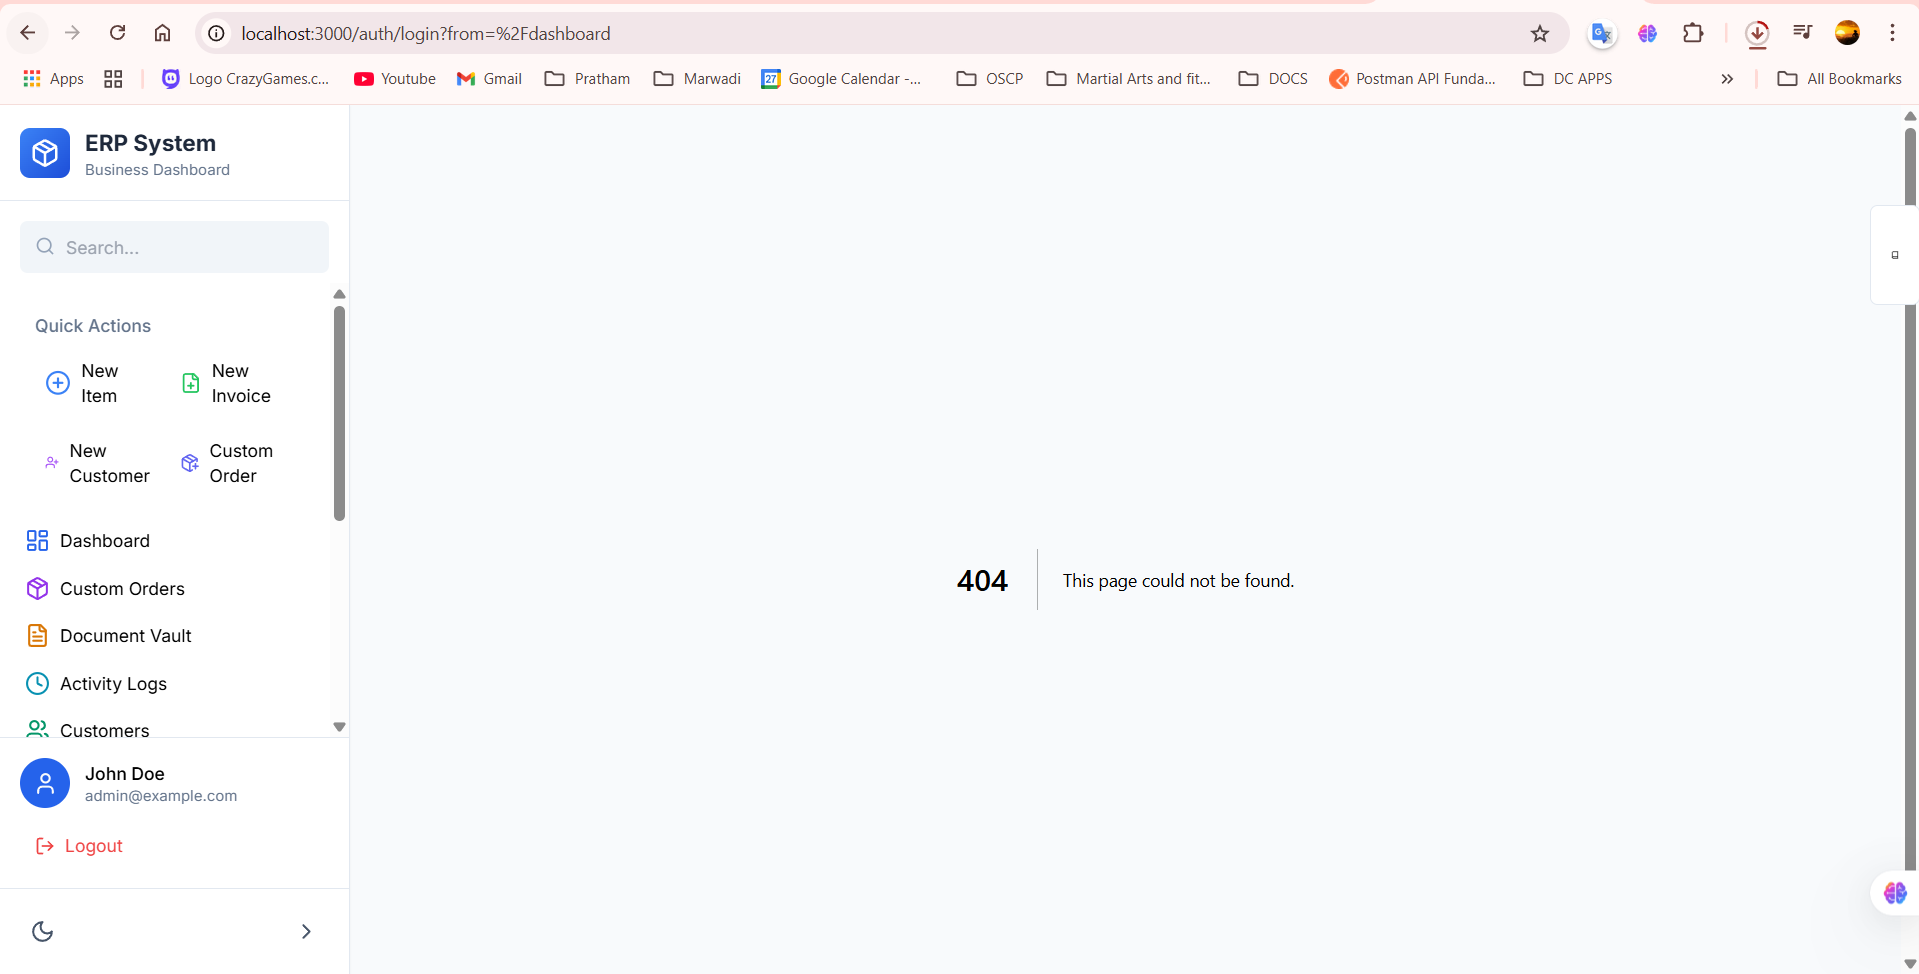 localhost:3000/auth/login?from=%2Fdashboard
Apps
Logo CrazyGames.c...
Youtube
Gmail
Pratham
Marwadi
27
Google Calendar -...
OSCP
Martial Arts and fit...
DOCS
Postman API Funda...
DC APPS
All Bookmarks
ERP System
Business Dashboard
Search...
Quick Actions
New
Item
New
Invoice
New
Customer
Custom
Order
Dashboard
Custom Orders
Document Vault
Activity Logs
Customers
John Doe
admin@example.com
Logout
404
This page could not be found.